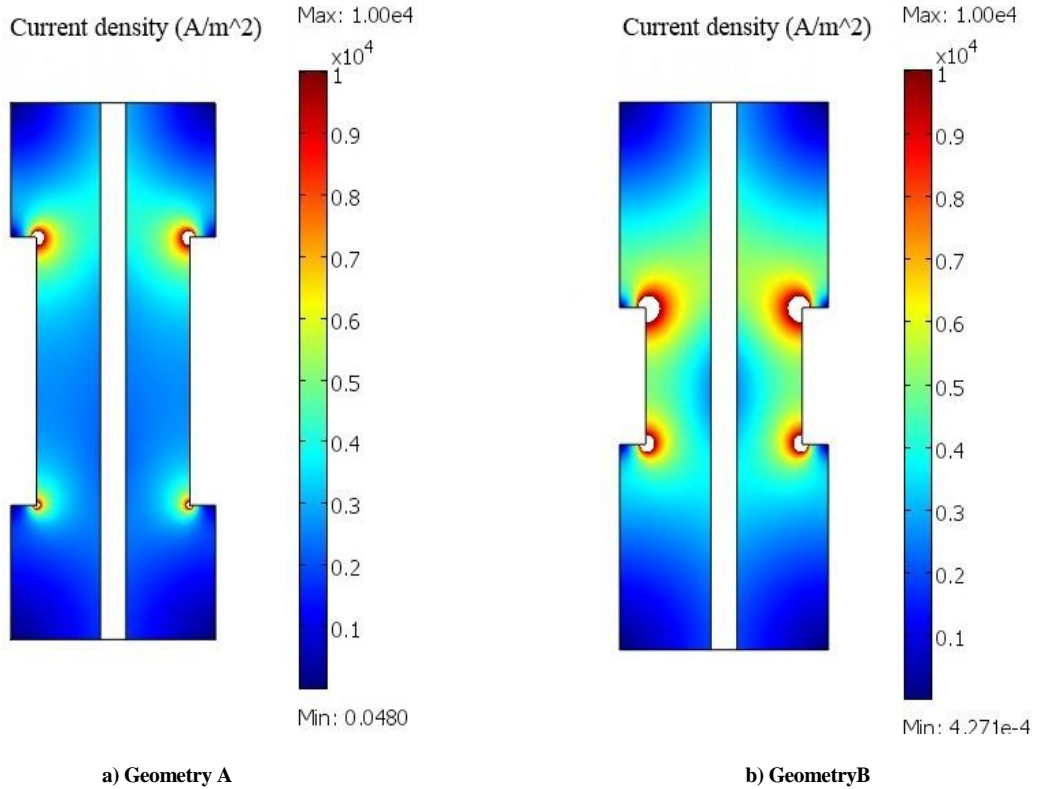 Max: 1.00e4
Current density (A/m^2)
x10^4
1
0.9
0.8
0.7
0.6
0.5
0.4
0.3
0.2
0.1
Min: 0.0480
a) Geometry A
Max: 1.00e4
Current density (A/m^2)
x10^4
1
0.9
0.8
0.7
0.6
0.5
0.4
0.3
0.2
0.1
Min: 4.271e-4
b) GeometryB